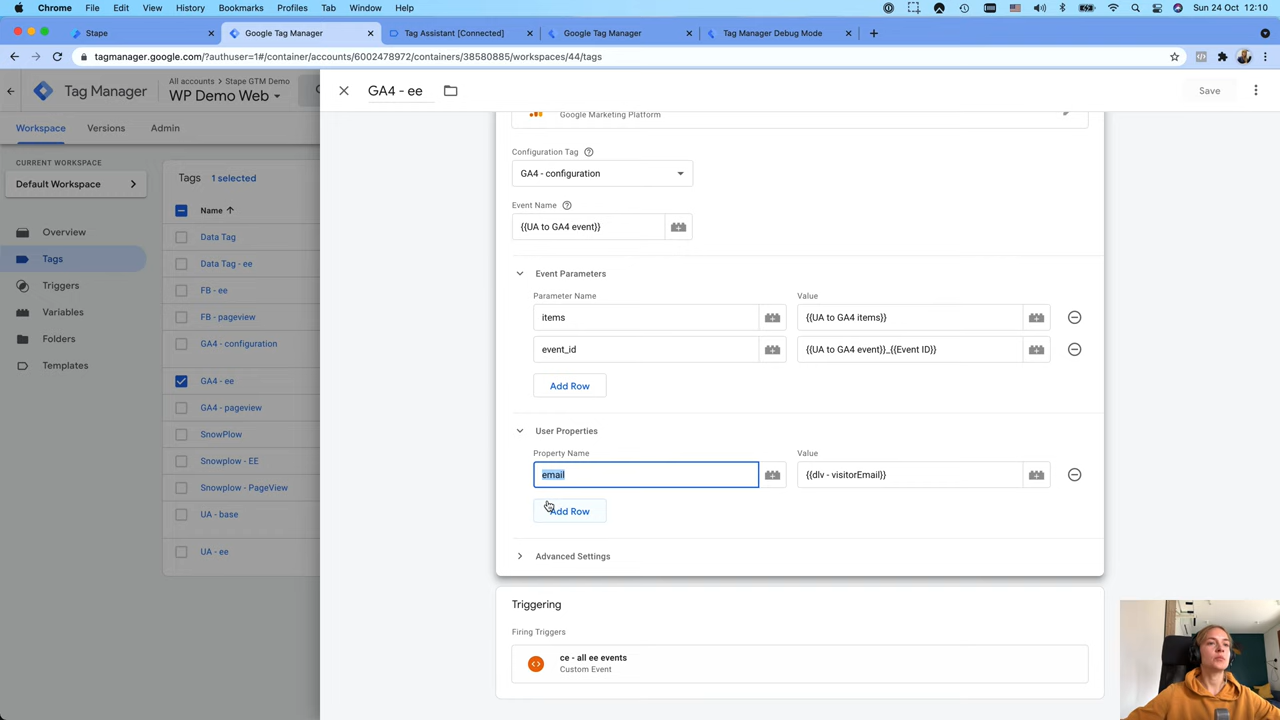 Chrome File Edit View History Bookmarks Profiles Tab Window Help Sun 24 Oct 12:10
Stape Google Tag Manager Tag Assistant [Connected] Google Tag Manager Tag Manager Debug Mode
tagmanager.google.com/?authuser=1#/container/accounts/6002478972/containers/38580885/workspaces/44/tags
Tag Manager
All accounts > Stape GTM Demo
WP Demo Web
GA4 - ee
Save
Workspace Versions Admin
CURRENT WORKSPACE
Default Workspace
Overview
Tags
Triggers
Variables
Folders
Templates
Tags 1 selected
Name
Data Tag
Data Tag - ee
FB - ee
FB - pageview
GA4 - configuration
GA4 - ee
GA4 - pageview
SnowPlow
Snowplow - EE
Snowplow - PageView
UA - base
UA - ee
Google Marketing Platform
Configuration Tag
GA4 - configuration
Event Name
{{UA to GA4 event}}
Event Parameters
Parameter Name Value
items {{UA to GA4 items}}
event_id {{UA to GA4 event}}_{{Event ID}}
Add Row
User Properties
Property Name Value
email {{dlv - visitorEmail}}
Add Row
Advanced Settings
Triggering
Firing Triggers
ce - all ee events
Custom Event